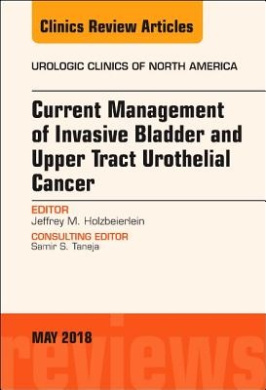 Clinics Review Articles
UROLOGIC CLINICS OF NORTH AMERICA
Current Management
of Invasive Bladder and
Upper Tract Urothelial
Cancer
EDITOR
Jeffrey M. Holzbeierlein
CONSULTING EDITOR
Samir S. Taneja
MAY 2018
reviews